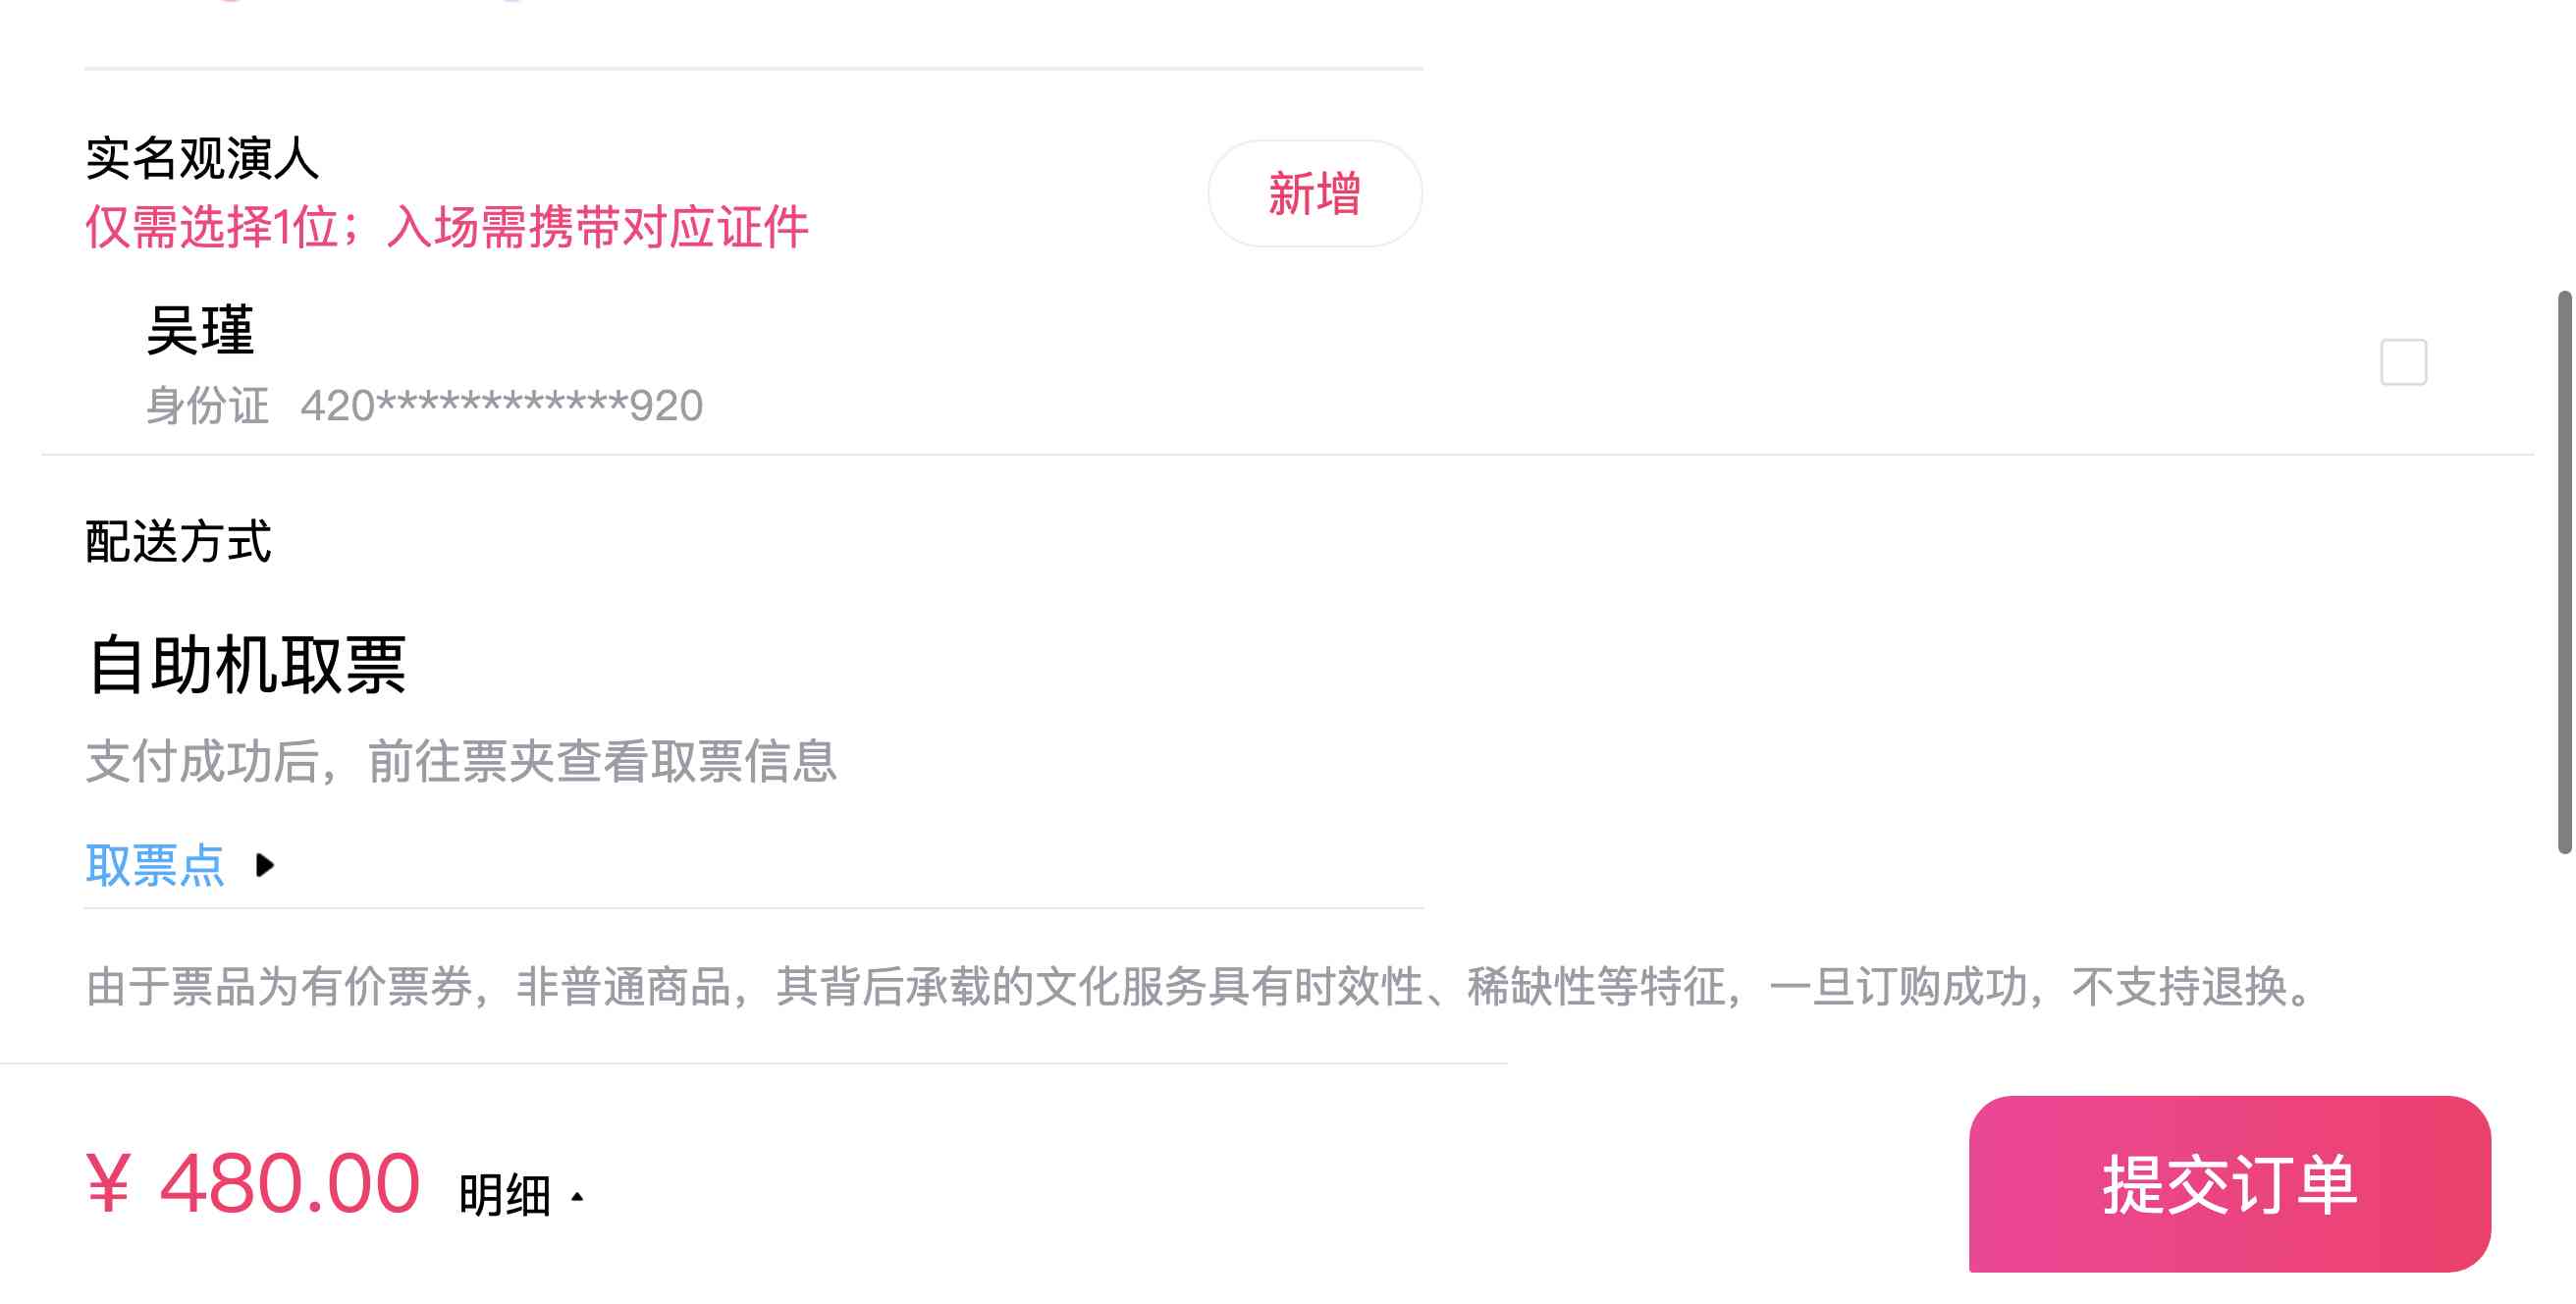 实名观演人
新增
仅需选择1位；入场需携带对应证件
吴瑾
身份证 420************920
配送方式
自助机取票
支付成功后，前往票夹查看取票信息
取票点
由于票品为有价票券，非普通商品，其背后承载的文化服务具有时效性、稀缺性等特征，一旦订购成功，不支持退换。
¥ 480.00 明细
提交订单